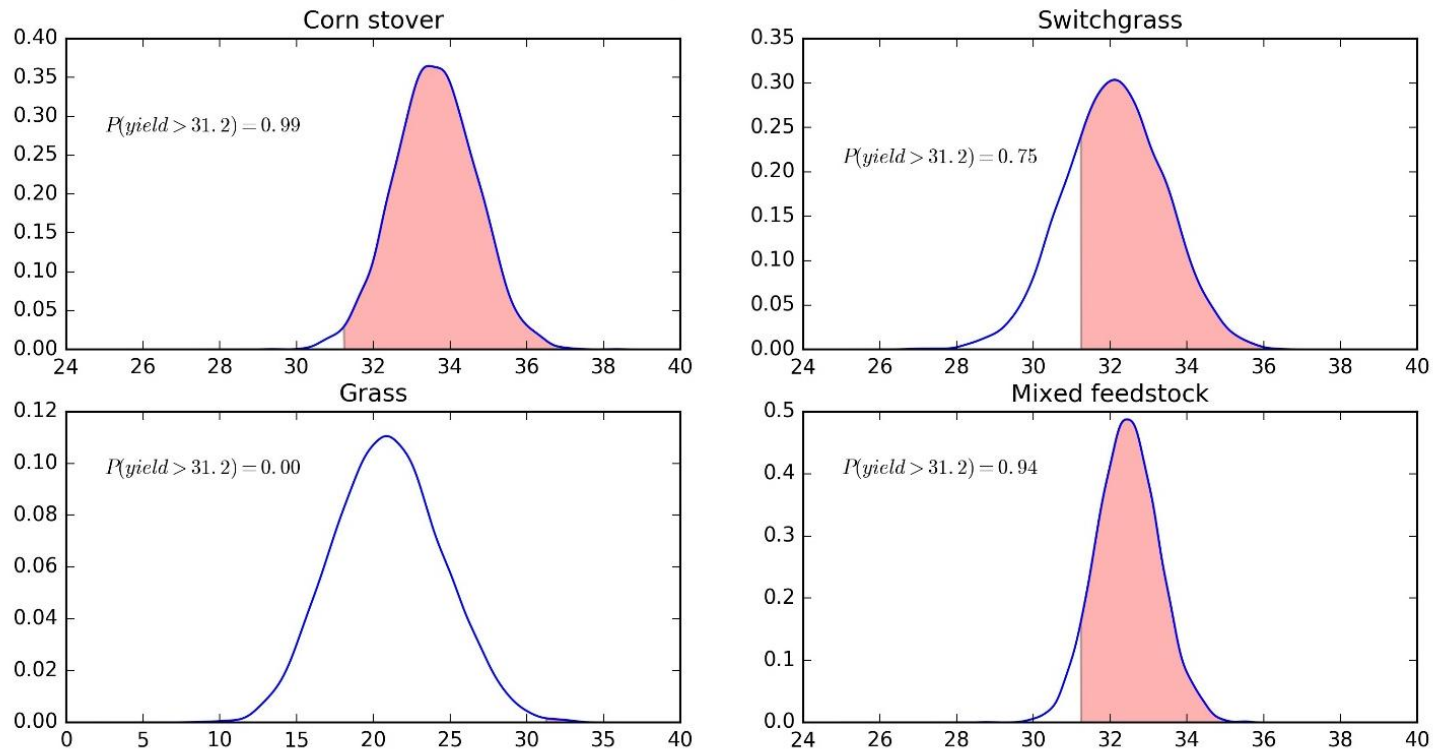 Corn stover
0.40
0.35
0.30
P(yield > 31.2) = 0.99
0.25
0.20
0.15
0.10
0.05
0.00
24 26 28 30 32 34 36 38 40
Switchgrass
0.35
0.30
0.25
P(yield > 31.2) = 0.75
0.20
0.15
0.10
0.05
0.00
24 26 28 30 32 34 36 38 40
Grass
0.12
0.10
P(yield > 31.2) = 0.00
0.08
0.06
0.04
0.02
0.00
0 5 10 15 20 25 30 35 40
Mixed feedstock
0.5
0.4
P(yield > 31.2) = 0.94
0.3
0.2
0.1
0.0
24 26 28 30 32 34 36 38 40